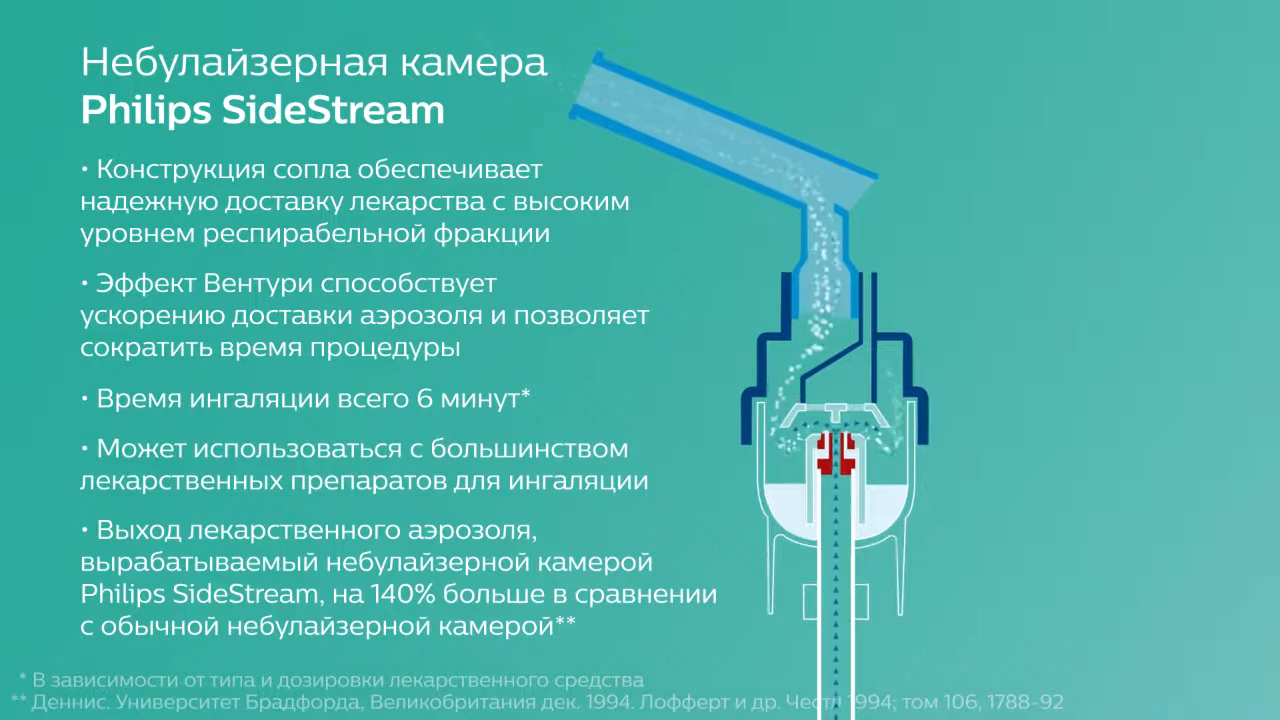 Небулайзерная камера
Philips SideStream
• Конструкция сопла обеспечивает
надежную доставку лекарства с высоким
уровнем респирабельной фракции
• Эффект Вентури способствует
ускорению доставки аэрозоля и позволяет
сократить время процедуры
• Время ингаляции всего 6 минут*
• Может использоваться с большинством
лекарственных препаратов для ингаляции
• Выход лекарственного аэрозоля,
вырабатываемый небулайзерной камерой
Philips SideStream, на 140% больше в сравнении
с обычной небулайзерной камерой**
* В зависимости от типа и дозировки лекарственного средства
** Деннис. Университет Брадфорда, Великобритания дек. 1994. Лофферт и др. 1994; том 106, 1788-92